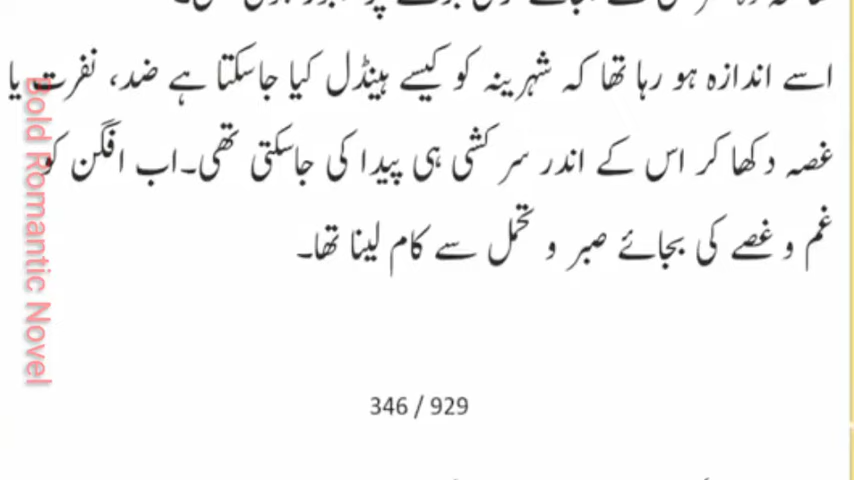 اسے اندازہ ہو رہا تھا کہ شہرینہ کو کیسے ہینڈل کیا جاسکتا ہے ضد، نفرت یا
غصہ دکھا کر اس کے اندر سرکشی ہی پیدا کی جاسکتی تھی۔اب افگن کو
غم و غصے کی بجائے صبر و تحمل سے کام لینا تھا۔
Bold Romantic Novel
346 / 929